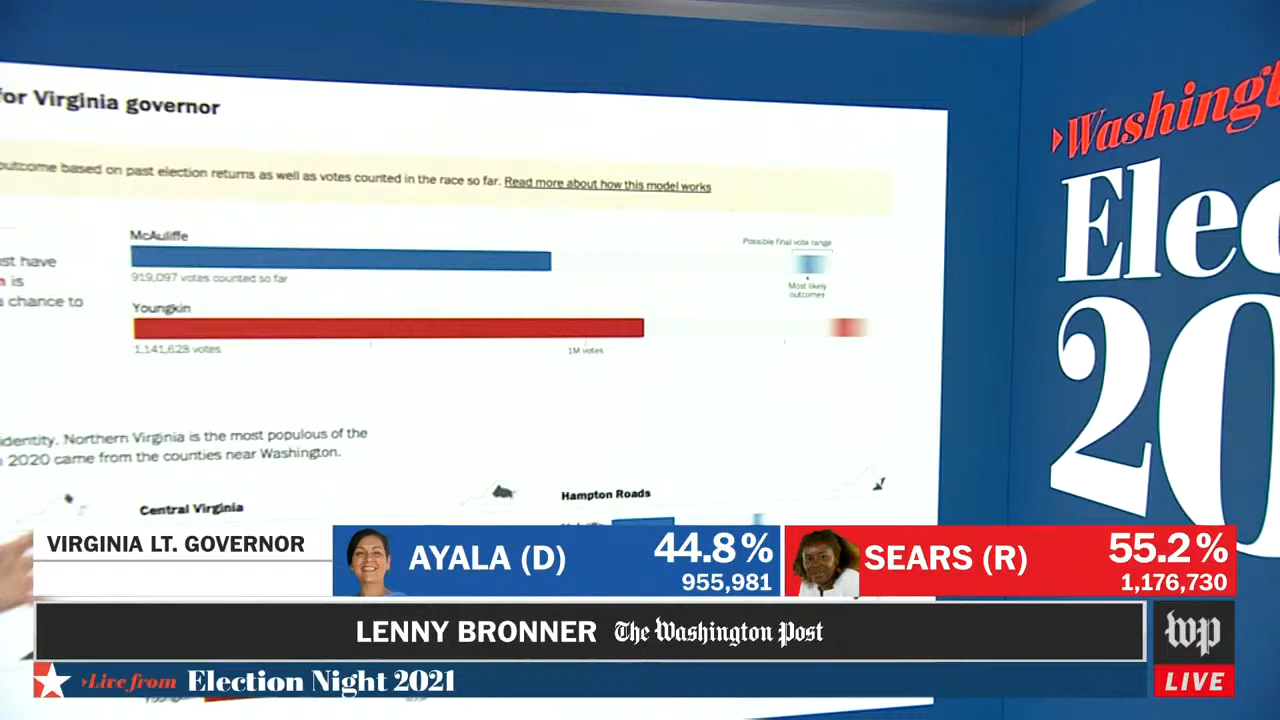 for Virginia governor
outcome based on past election returns as well as votes counted in the race so far. Read more about how this model works
McAuliffe
Possible final vote range
919,097 votes counted so far
Most likely
outcomes
is
chance to
Youngkin
1,141,628 votes
1M votes
identity. Northern Virginia is the most populous of the
2020 came from the counties near Washington.
Central Virginia
Hampton Roads
Washingt
Elec
20
VIRGINIA LT. GOVERNOR
AYALA (D)
44.8%
955,981
SEARS (R)
55.2%
1,176,730
LENNY BRONNER The Washington Post
wp
LIVE
Live from Election Night 2021